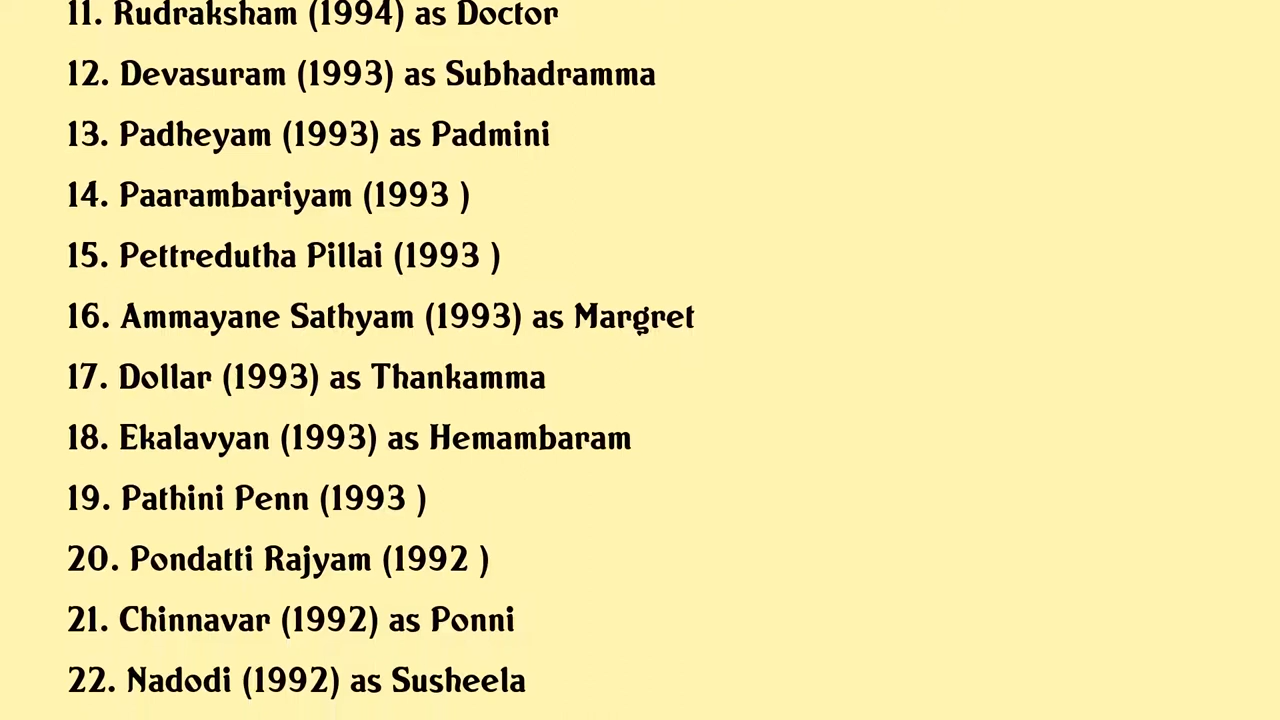 11. Rudraksham (1994) as Doctor
12. Devasuram (1993) as Subhadramma
13. Padheyam (1993) as Padmini
14. Paarambariyam (1993 )
15. Pettredutha Pillai (1993 )
16. Ammayane Sathyam (1993) as Margret
17. Dollar (1993) as Thankamma
18. Ekalavyan (1993) as Hemambaram
19. Pathini Penn (1993 )
20. Pondatti Rajyam (1992 )
21. Chinnavar (1992) as Ponni
22. Nadodi (1992) as Susheela